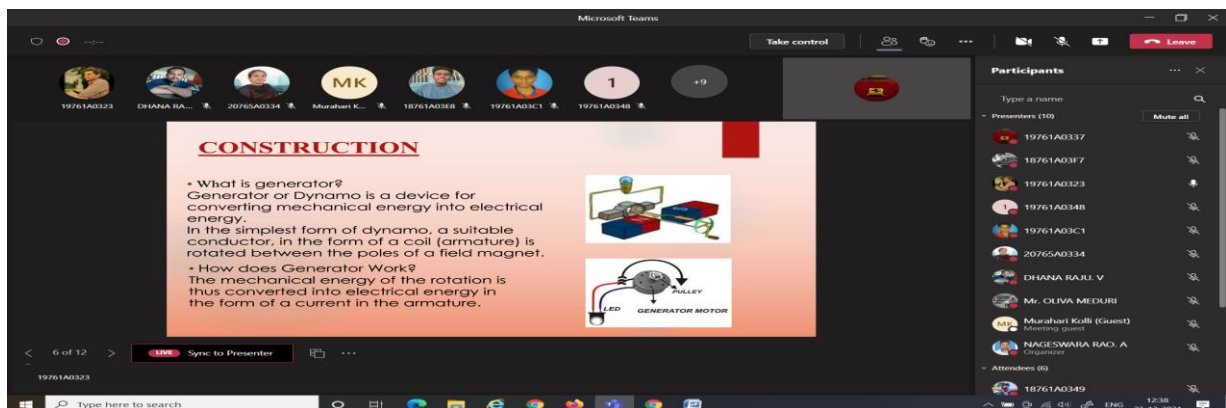 Microsoft Teams
--:--
Take control
Leave
MK
1
+9
19761A0323
DHANA RA...
20765A0334
Murahari K...
18761A03E8
19761A03C1
19761A0348
CONSTRUCTION
• What is generator?
Generator or Dynamo is a device for
converting mechanical energy into electrical
energy.
In the simplest form of dynamo, a suitable
conductor, in the form of a coil (armature) is
rotated between the poles of a field magnet.
• How does Generator Work?
The mechanical energy of the rotation is
thus converted into electrical energy in
the form of a current in the armature.
PULLEY
LED
GENERATOR MOTOR
6 of 12
LIVE Sync to Presenter
19761A0323
Participants
Type a name
Presenters (10)
Mute all
19761A0337
18761A03F7
19761A0323
1
19761A0348
19761A03C1
20765A0334
DHANA RAJU. V
Mr. OLIVA MEDURI
MK
Murahari Kolli (Guest)
Meeting guest
NAGESWARA RAO. A
Organizer
Attendees (6)
18761A0349
Type here to search
ENG
12:38